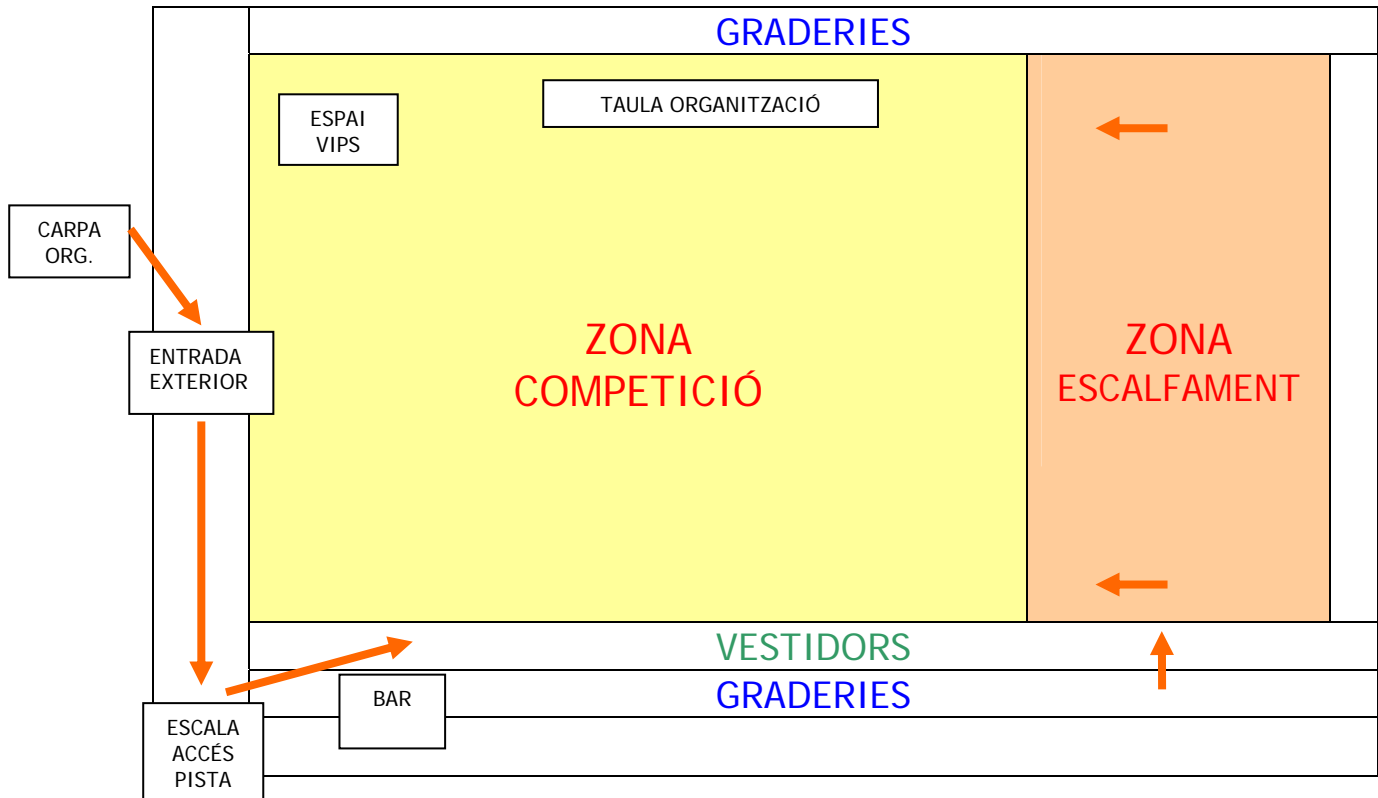 GRADERIES
TAULA ORGANITZACIÓ
ESPAI
VIPS
CARPA
ORG.
ENTRADA
EXTERIOR
ZONA
COMPETICIÓ
ZONA
ESCALFAMENT
VESTIDORS
GRADERIES
BAR
ESCALA
ACCÉS
PISTA